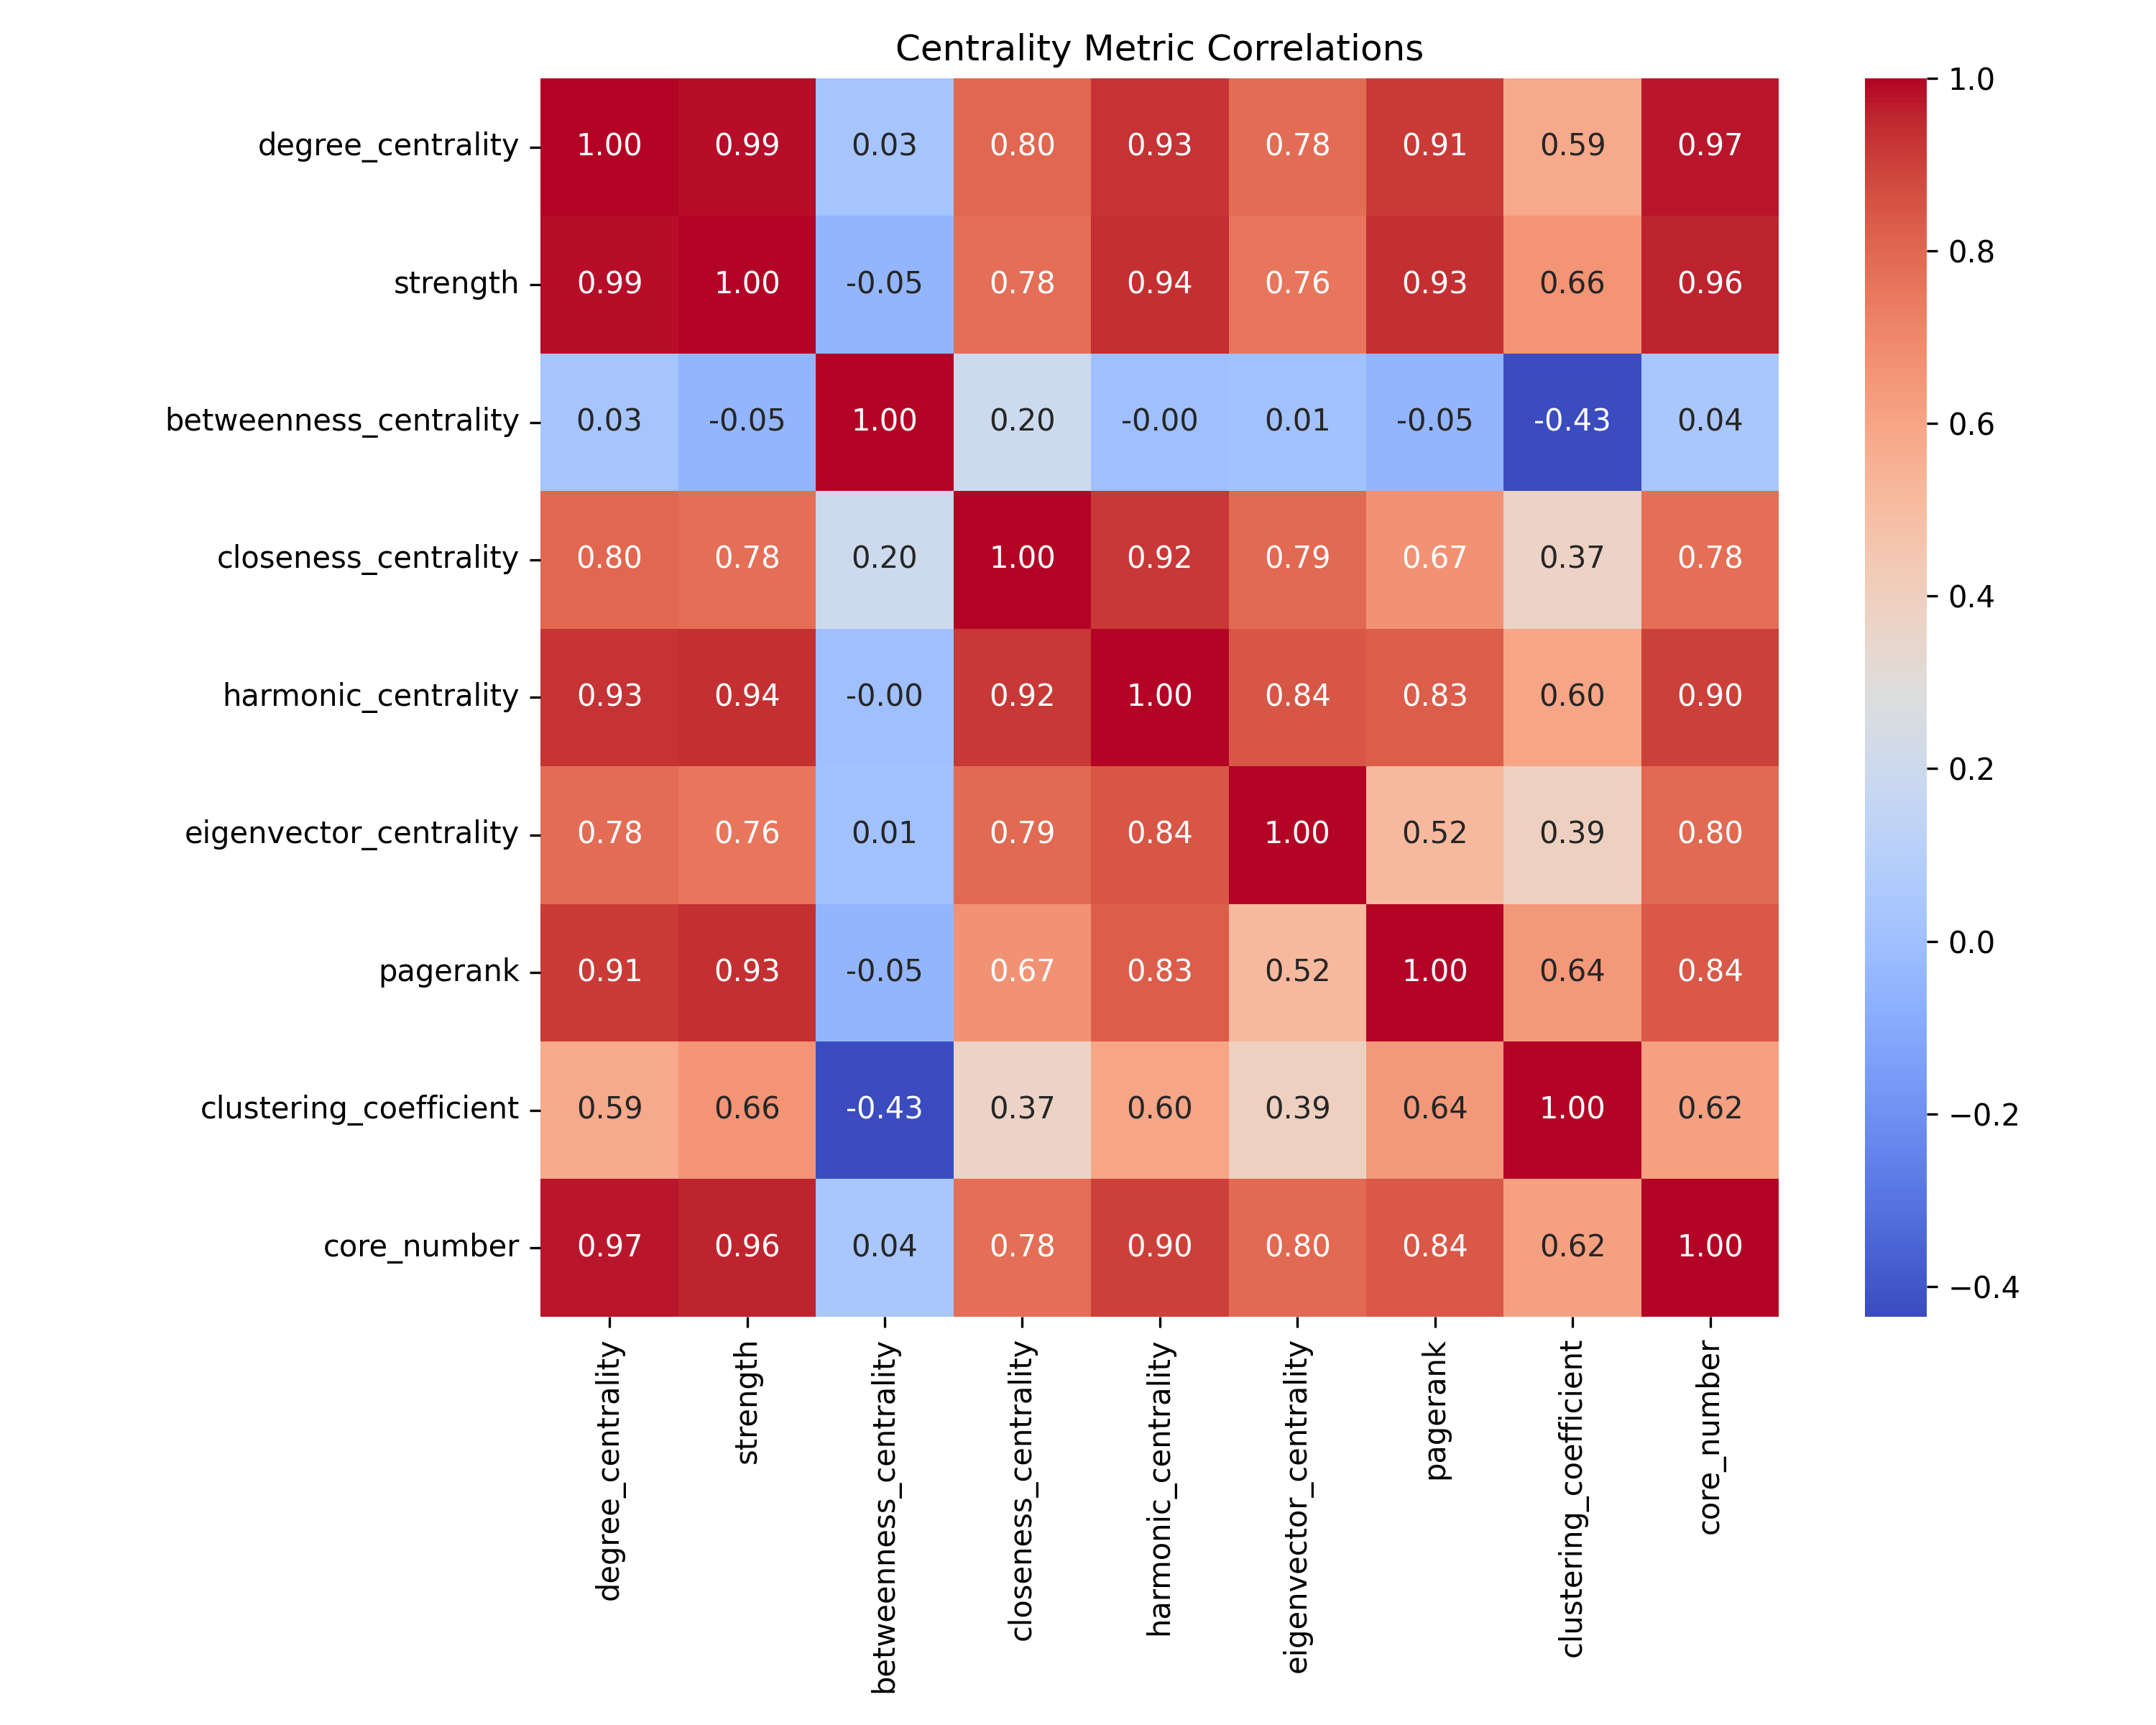 Centrality Metric Correlations
degree_centrality 1.00 0.99 0.03 0.80 0.93 0.78 0.91 0.59 0.97
strength 0.99 1.00 -0.05 0.78 0.94 0.76 0.93 0.66 0.96
betweenness_centrality 0.03 -0.05 1.00 0.20 -0.00 0.01 -0.05 -0.43 0.04
closeness_centrality 0.80 0.78 0.20 1.00 0.92 0.79 0.67 0.37 0.78
harmonic_centrality 0.93 0.94 -0.00 0.92 1.00 0.84 0.83 0.60 0.90
eigenvector_centrality 0.78 0.76 0.01 0.79 0.84 1.00 0.52 0.39 0.80
pagerank 0.91 0.93 -0.05 0.67 0.83 0.52 1.00 0.64 0.84
clustering_coefficient 0.59 0.66 -0.43 0.37 0.60 0.39 0.64 1.00 0.62
core_number 0.97 0.96 0.04 0.78 0.90 0.80 0.84 0.62 1.00
degree_centrality
strength
betweenness_centrality
closeness_centrality
harmonic_centrality
eigenvector_centrality
pagerank
clustering_coefficient
core_number
1.0
0.8
0.6
0.4
0.2
0.0
−0.2
−0.4